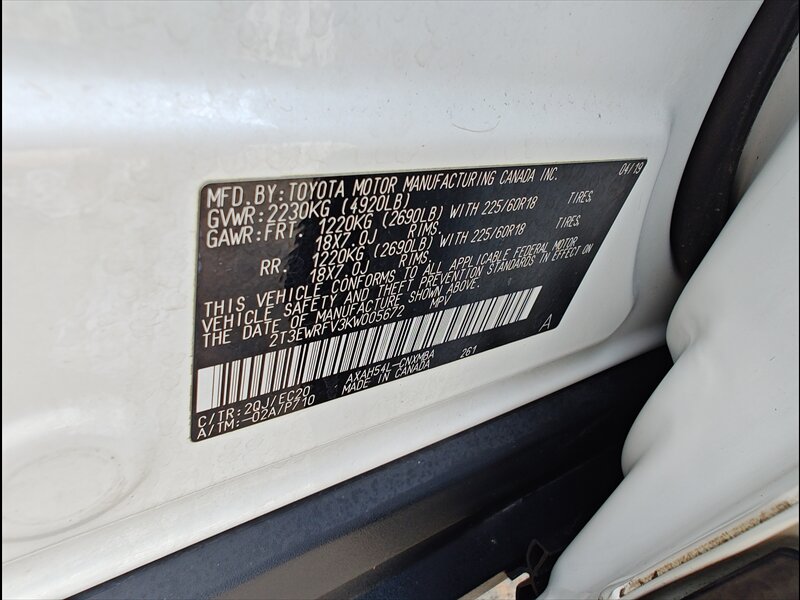 MFD.BY:TOYOTA MOTOR MANUFACTURING CANADA INC. 04/19
GVWR:2230KG (4920LB)
GAWR:FRT. 1220KG (2690LB) WITH 225/60R18 TIRES,
18X7.0J RIMS,
RR. 1220KG (2690LB) WITH 225/60R18 TIRES,
18X7.0J RIMS.
THIS VEHICLE CONFORMS TO ALL APPLICABLE FEDERAL MOTOR
VEHICLE SAFETY AND THEFT PREVENTION STANDARDS IN EFFECT ON
THE DATE OF MANUFACTURE SHOWN ABOVE.
2T3EWRFV3KW005672 MPV
A
C/TR:2QJ/EC20 AXAH54L-CNXMBA 261
A/TM:-02A/P710 MADE IN CANADA